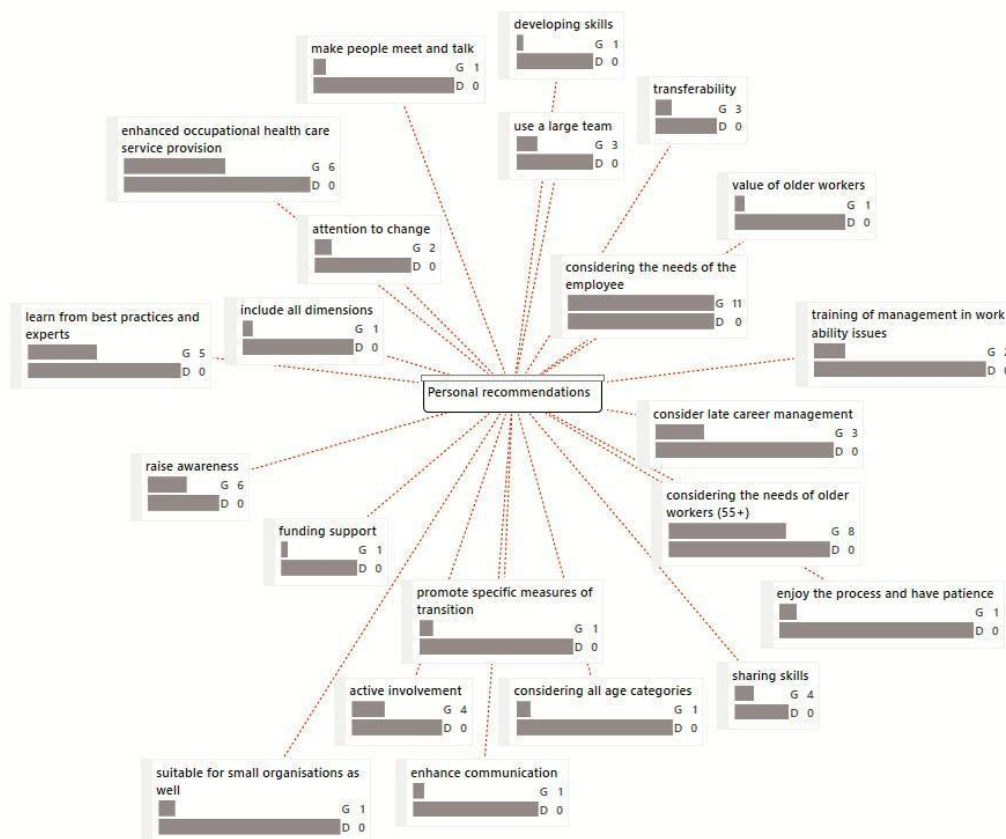 developing skills
G 1
D 0
make people meet and talk
G 1
D 0
transferability
G 3
D 0
enhanced occupational health care
service provision
G 6
D 0
use a large team
G 3
D 0
value of older workers
G 1
D 0
attention to change
G 2
D 0
considering the needs of the
employee
G 11
D 0
include all dimensions
G 1
D 0
learn from best practices and
experts
G 5
D 0
training of management in work
ability issues
G 2
D 0
Personal recommendations
consider late career management
G 3
D 0
raise awareness
G 6
D 0
considering the needs of older
workers (55+)
G 8
D 0
funding support
G 1
D 0
promote specific measures of
transition
G 1
D 0
enjoy the process and have patience
G 1
D 0
sharing skills
G 4
D 0
active involvement
G 4
D 0
considering all age categories
G 1
D 0
suitable for small organisations as
well
G 1
D 0
enhance communication
G 1
D 0